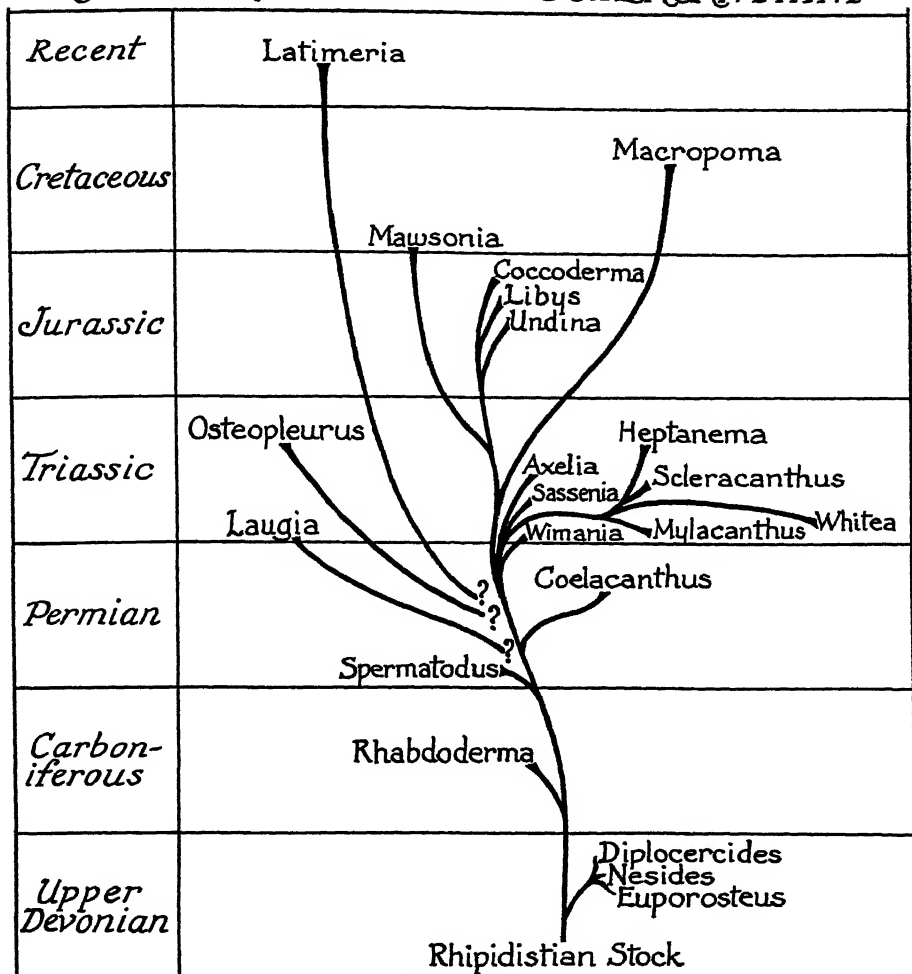 Recent
Latimeria
Cretaceous
Macropoma
Mawsonia
Jurassic
Coccoderma
Libys
Undina
Triassic
Osteopleurus
Heptanema
Axelia
Scleracanthus
Sassenia
Laugia
Wimania
Mylacanthus
Whitea
Permian
?
Coelacanthus
?
?
Spermatodus
Carbon-
iferous
Rhabdoderma
Upper
Devonian
Diplocercides
Nesides
Euporosteus
Rhipidistian Stock